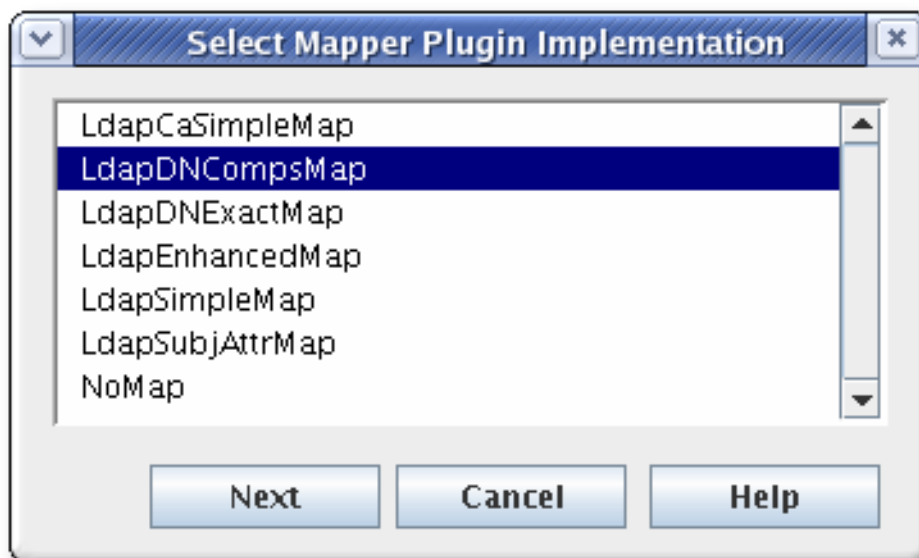 Select Mapper Plugin Implementation
LdapCaSimpleMap
LdapDNCompsMap
LdapDNExactMap
LdapEnhancedMap
LdapSimpleMap
LdapSubjAttrMap
NoMap
Next Cancel Help